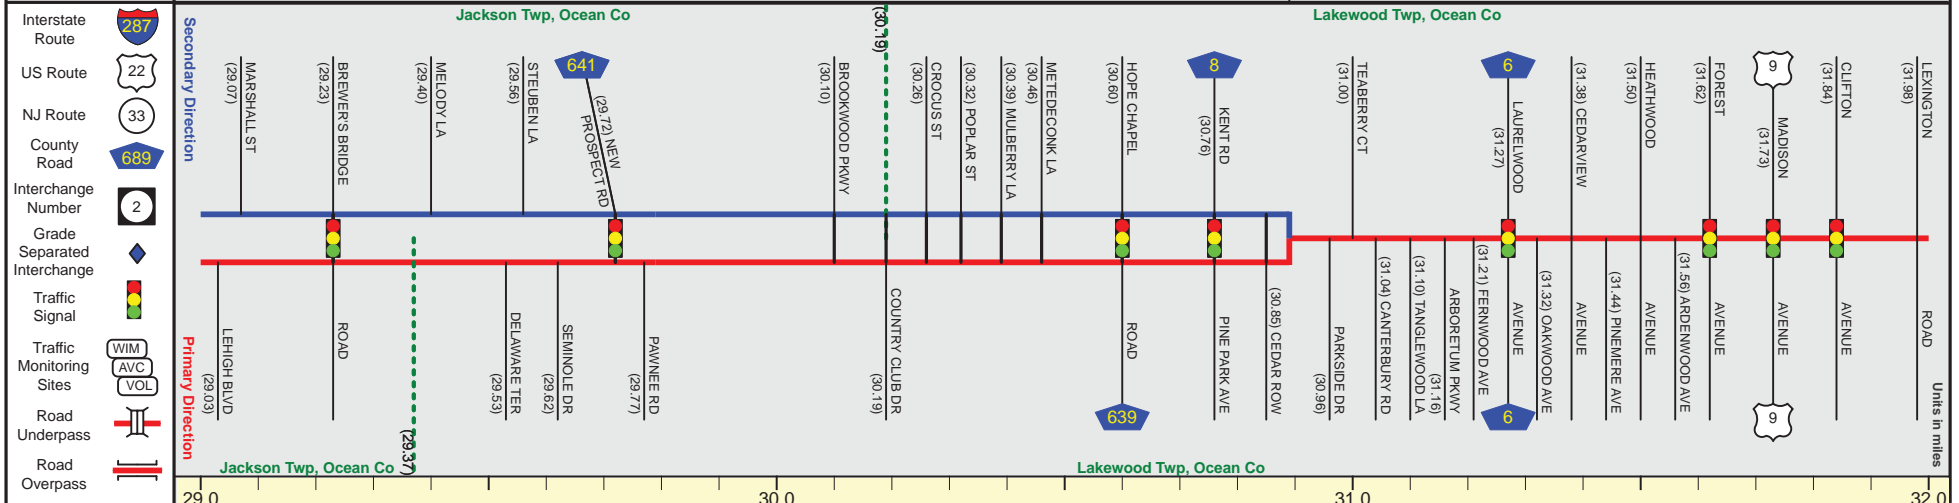 Interstate
Route
287
US Route
22
NJ Route
33
County
Road
689
Interchange
Number
2
Grade
Separated
Interchange
Traffic
Signal
Traffic
Monitoring
Sites
WIM
AVC
VOL
Road
Underpass
Road
Overpass
Secondary Direction
Primary Direction
Jackson Twp, Ocean Co
(30.19)
Lakewood Twp, Ocean Co
MARSHALL ST
(29.07)
BREWER'S BRIDGE
(29.23)
MELODY LA
(29.40)
STEUBEN LA
(29.56)
641
(29.72) NEW
PROSPECT RD
BROOKWOOD PKWY
(30.10)
CROCUS ST
(30.26)
(30.32) POPLAR ST
(30.39) MULBERRY LA
METEDECONK LA
(30.46)
HOPE CHAPEL
(30.60)
8
KENT RD
(30.76)
TEABERRY CT
(31.00)
6
LAURELWOOD
(31.27)
(31.38) CEDARVIEW
HEATHWOOD
(31.50)
FOREST
(31.62)
9
MADISON
(31.73)
CLIFTON
(31.84)
LEXINGTON
(31.98)
LEHIGH BLVD
(29.03)
ROAD
(29.37)
DELAWARE TER
(29.53)
SEMINOLE DR
(29.62)
PAWNEE RD
(29.77)
COUNTRY CLUB DR
(30.19)
ROAD
639
PINE PARK AVE
(30.85) CEDAR ROW
PARKSIDE DR
(30.96)
(31.04) CANTERBURY RD
(31.10) TANGLEWOOD LA
ARBORETUM PKWY
(31.16)
(31.21) FERNWOOD AVE
AVENUE
6
(31.32) OAKWOOD AVE
AVENUE
(31.44) PINEMERE AVE
AVENUE
(31.56) ARDENWOOD AVE
AVENUE
AVENUE
9
AVENUE
ROAD
Units in miles
Jackson Twp, Ocean Co
Lakewood Twp, Ocean Co
29.0
30.0
31.0
32.0